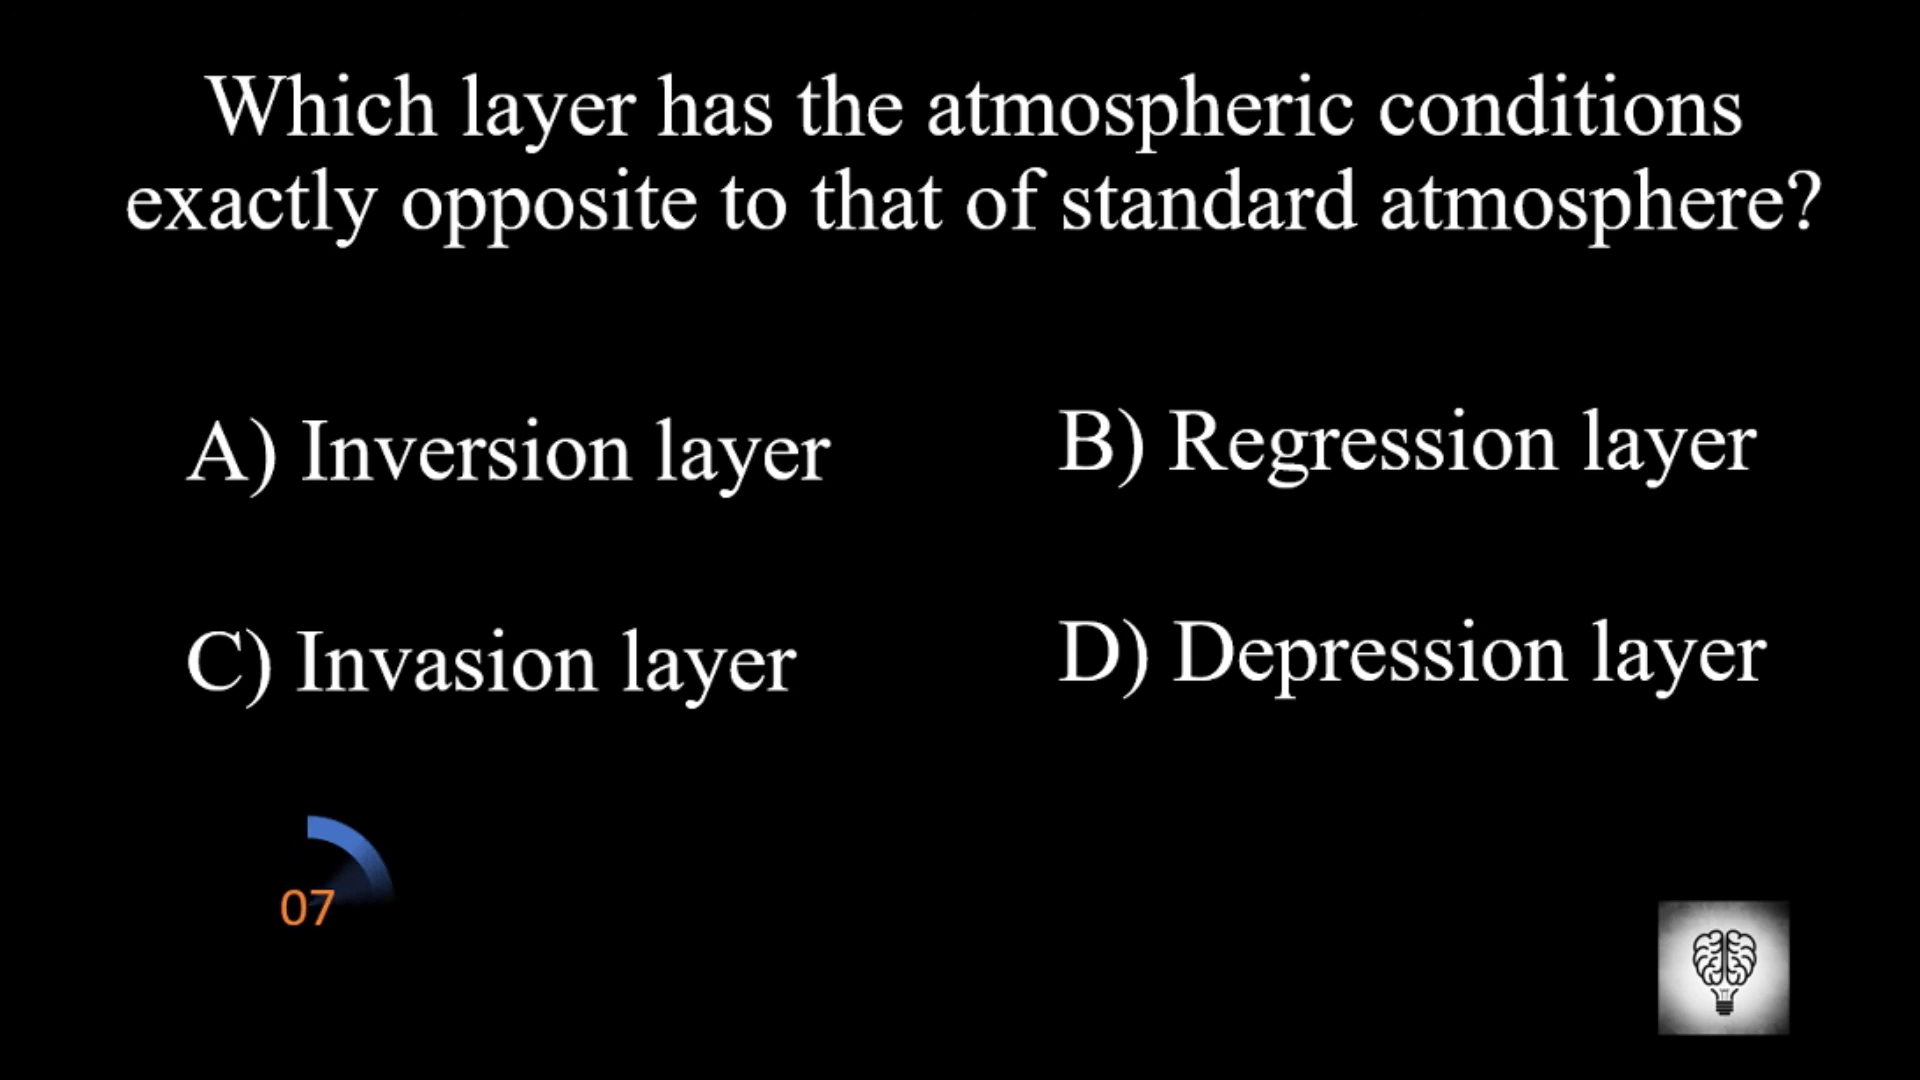 Which layer has the atmospheric conditions
exactly opposite to that of standard atmosphere?
A) Inversion layer
B) Regression layer
C) Invasion layer
D) Depression layer
07